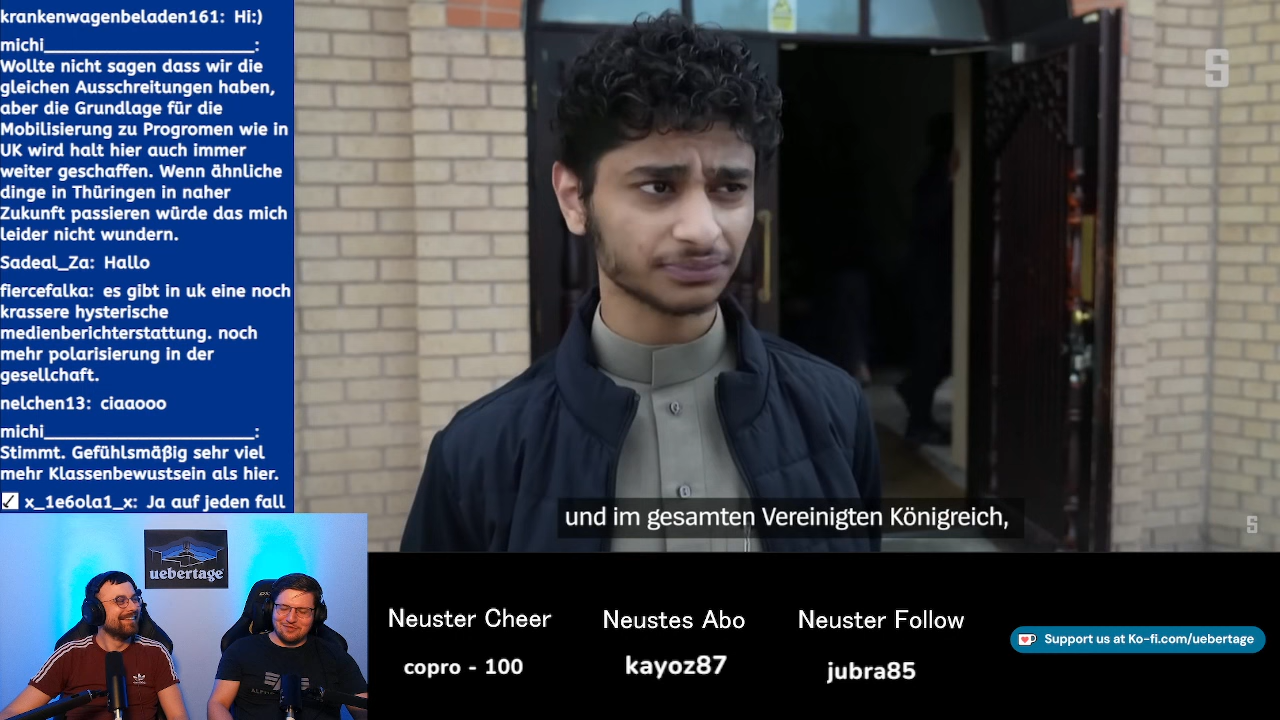 krankenwagenbeladen161: Hi:)
michi______________________:
Wollte nicht sagen dass wir die
gleichen Ausschreitungen haben,
aber die Grundlage für die
Mobilisierung zu Progromen wie in
UK wird halt hier auch immer
weiter geschaffen. Wenn ähnliche
dinge in Thüringen in naher
Zukunft passieren würde das mich
leider nicht wundern.
Sadeal_Za: Hallo
fiercefalka: es gibt in uk eine noch
krassere hysterische
medienberichterstattung. noch
mehr polarisierung in der
gesellchaft.
nelchen13: ciaaooo
michi______________________:
Stimmt. Gefühlsmäßig sehr viel
mehr Klassenbewustsein als hier.
x_1e6ola1_x: Ja auf jeden fall
S
und im gesamten Vereinigten Königreich,
S
uebertage
Neuster Cheer
Neustes Abo
Neuster Follow
copro - 100
kayoz87
jubra85
Support us at Ko-fi.com/uebertage